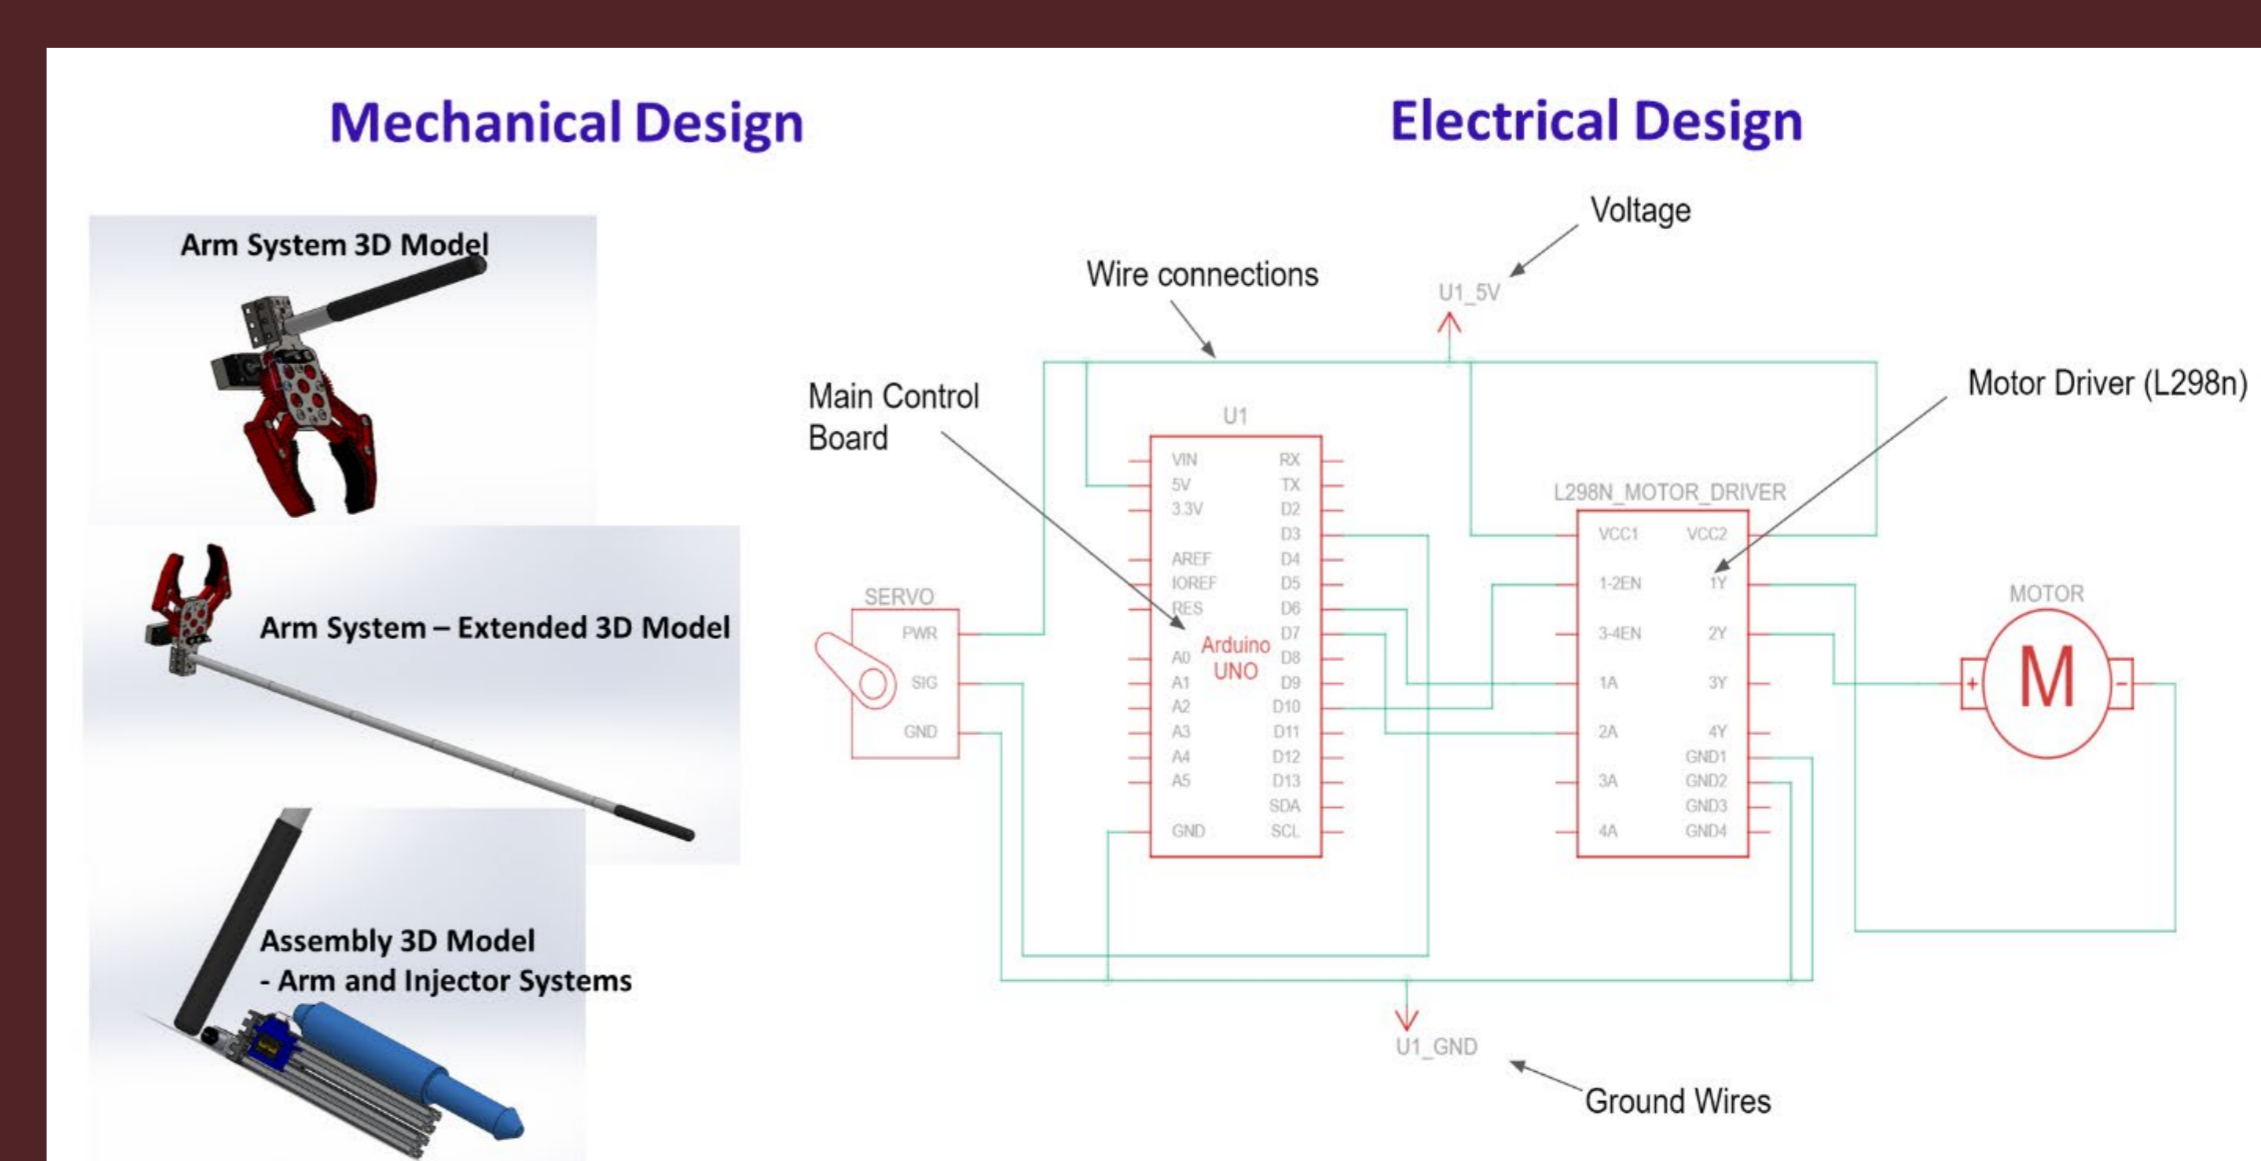 Mechanical Design
Electrical Design
Arm System 3D Model
Arm System – Extended 3D Model
Assembly 3D Model
- Arm and Injector Systems
Voltage
Wire connections
U1_5V
Main Control
Board
Motor Driver (L298n)
U1
VIN
5V
3.3V
AREF
IOREF
RES
A0
A1
A2
A3
A4
A5
GND
Arduino
UNO
RX
TX
D2
D3
D4
D5
D6
D7
D8
D9
D10
D11
D12
D13
SDA
SCL
SERVO
PWR
SIG
GND
L298N_MOTOR_DRIVER
VCC1
1-2EN
3-4EN
1A
2A
3A
4A
VCC2
1Y
2Y
3Y
4Y
GND1
GND2
GND3
GND4
MOTOR
+
M
-
U1_GND
Ground Wires